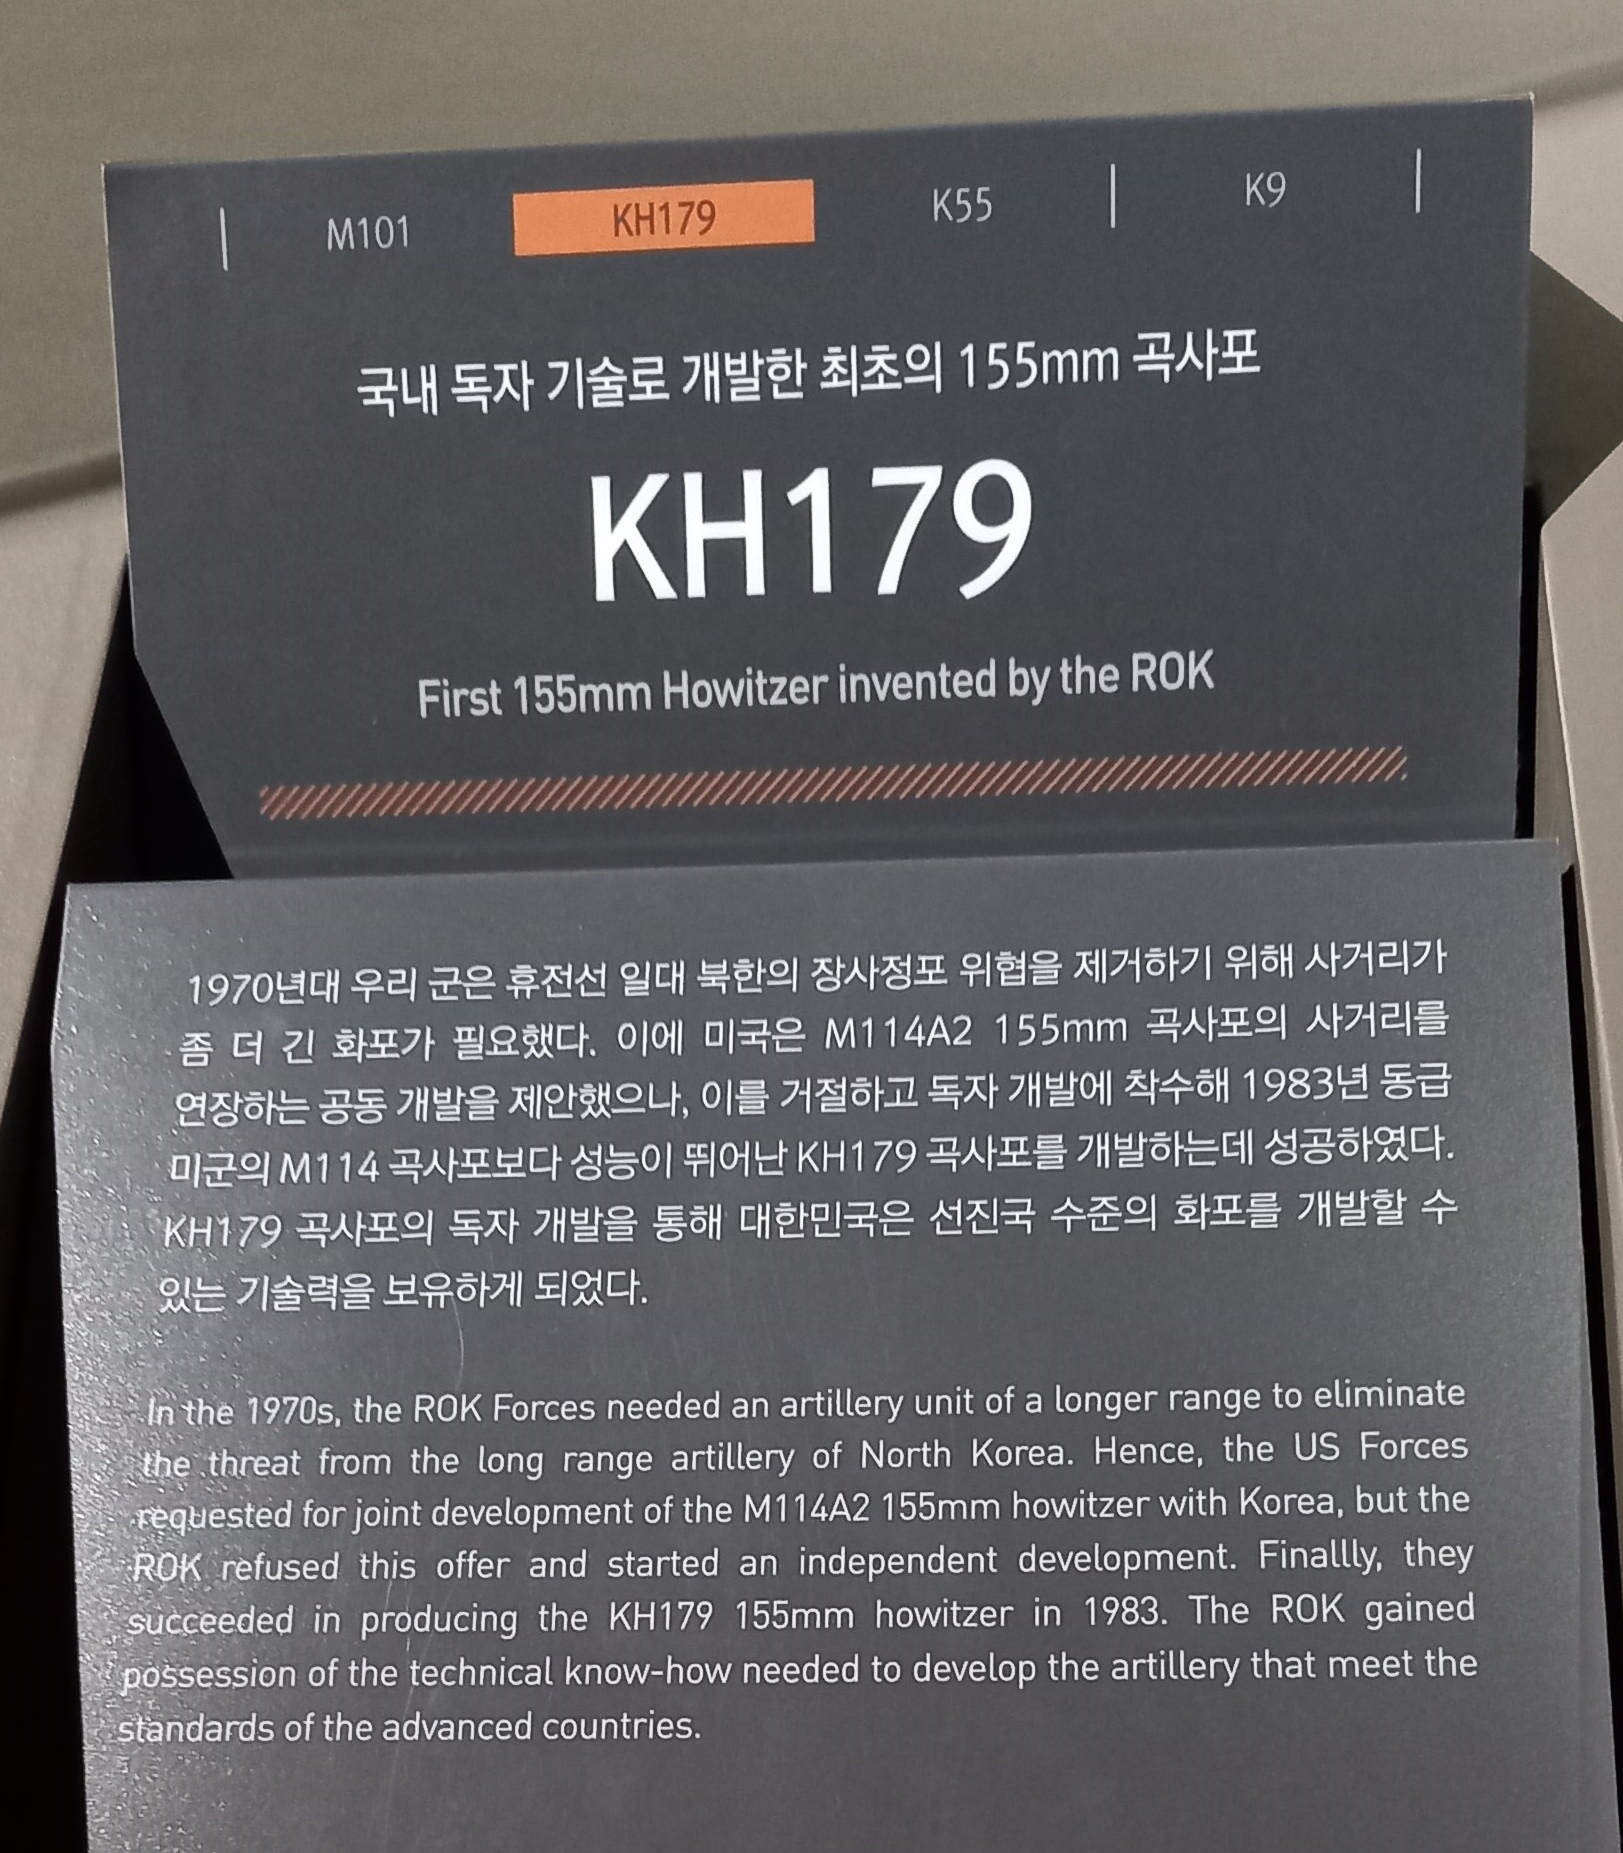 M101 KH179 K55 K9
국내 독자 기술로 개발한 최초의 155mm 곡사포
KH179
First 155mm Howitzer invented by the ROK
1970년대 우리 군은 휴전선 일대 북한의 장사정포 위협을 제거하기 위해 사거리가
좀 더 긴 화포가 필요했다. 이에 미국은 M114A2 155mm 곡사포의 사거리를
연장하는 공동 개발을 제안했으나, 이를 거절하고 독자 개발에 착수해 1983년 동급
미군의 M114 곡사포보다 성능이 뛰어난 KH179 곡사포를 개발하는데 성공하였다.
KH179 곡사포의 독자 개발을 통해 대한민국은 선진국 수준의 화포를 개발할 수
있는 기술력을 보유하게 되었다.
In the 1970s, the ROK Forces needed an artillery unit of a longer range to eliminate
the threat from the long range artillery of North Korea. Hence, the US Forces
requested for joint development of the M114A2 155mm howitzer with Korea, but the
ROK refused this offer and started an independent development. Finallly, they
succeeded in producing the KH179 155mm howitzer in 1983. The ROK gained
possession of the technical know-how needed to develop the artillery that meet the
standards of the advanced countries.